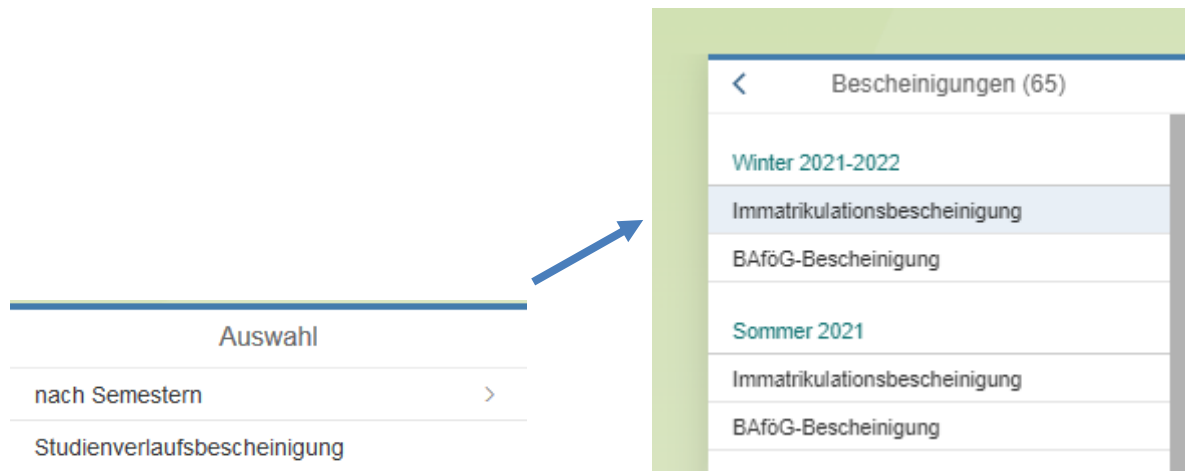 Auswahl
nach Semestern
Studienverlaufsbescheinigung
Bescheinigungen (65)
Winter 2021-2022
Immatrikulationsbescheinigung
BAföG-Bescheinigung
Sommer 2021
Immatrikulationsbescheinigung
BAföG-Bescheinigung